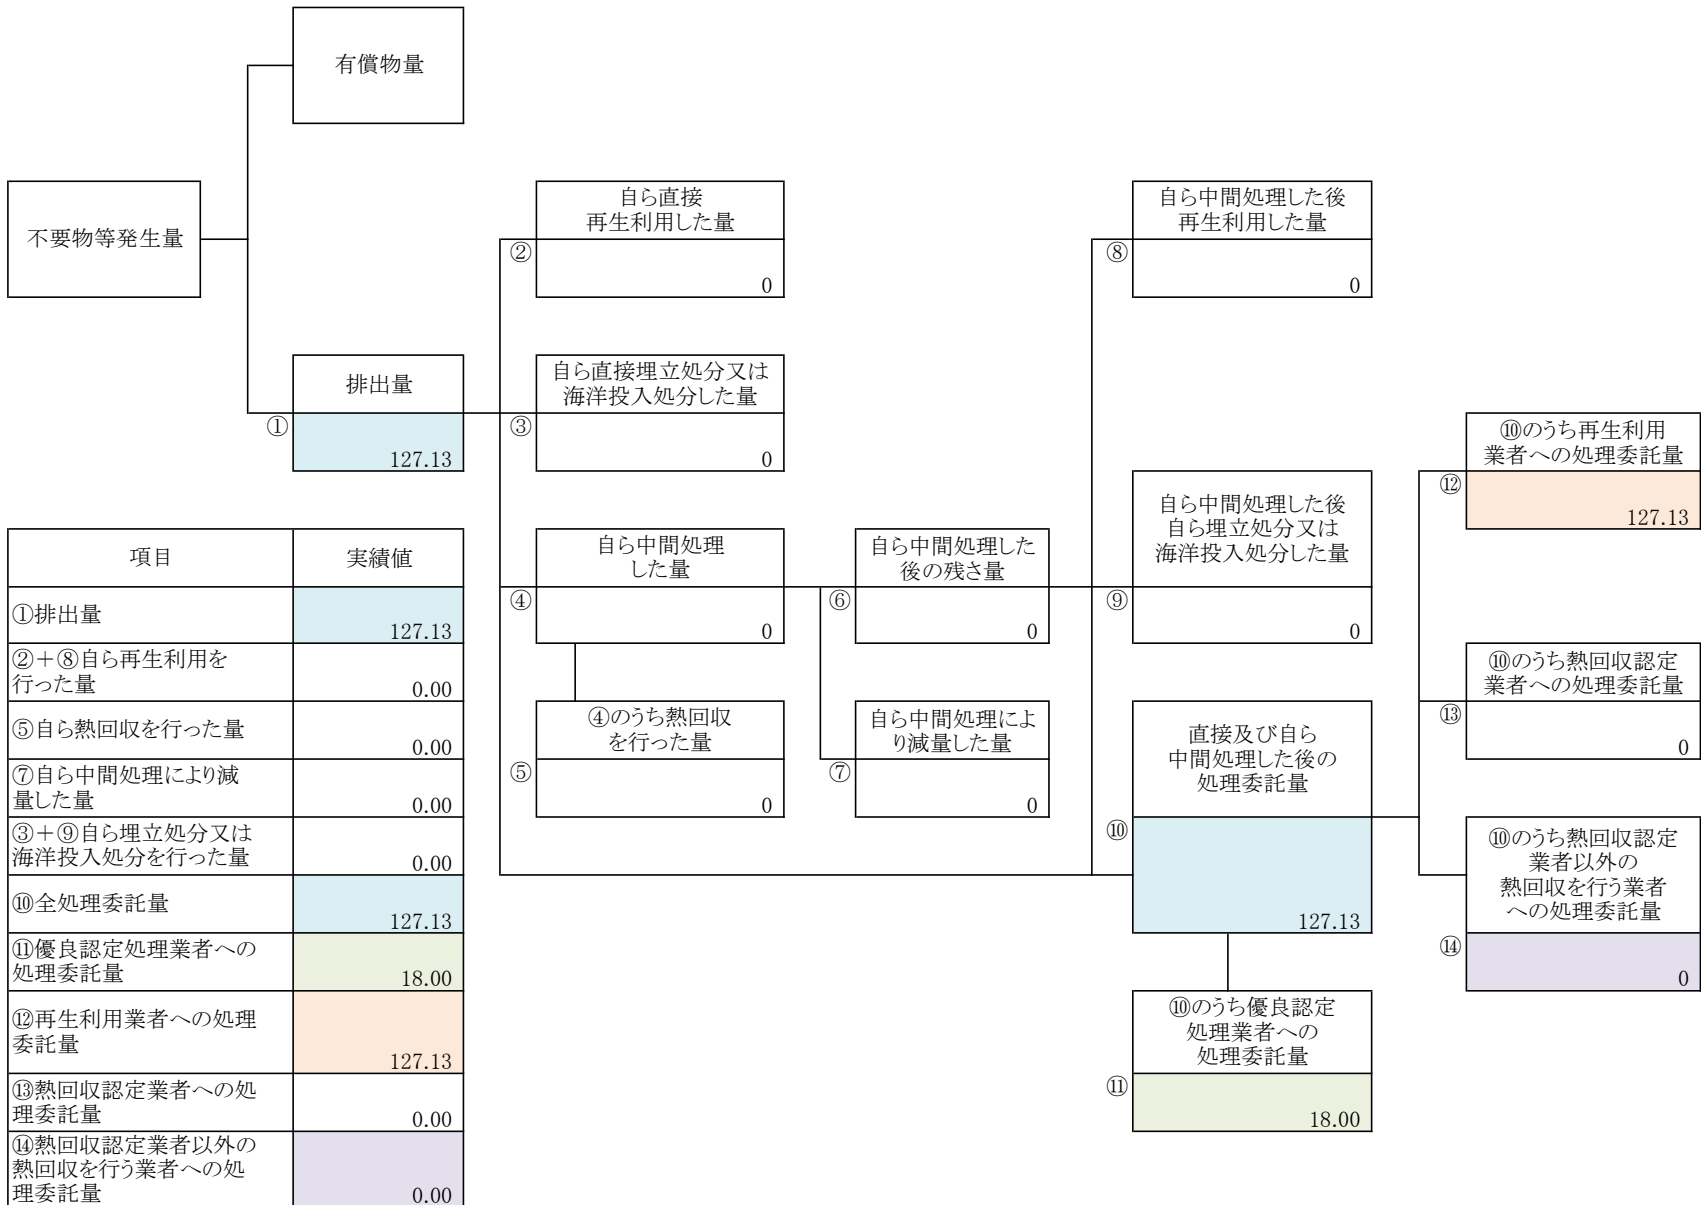 有償物量
不要物等発生量
自ら直接
再生利用した量
②
0
自ら中間処理した後
再生利用した量
⑧
0
排出量
①
127.13
自ら直接埋立処分又は
海洋投入処分した量
③
0
⑩のうち再生利用
業者への処理委託量
⑫
127.13
自ら中間処理
した量
④
0
自ら中間処理した
後の残さ量
⑥
0
自ら中間処理した後
自ら埋立処分又は
海洋投入処分した量
⑨
0
⑩のうち熱回収認定
業者への処理委託量
⑬
0
④のうち熱回収
を行った量
⑤
0
自ら中間処理によ
り減量した量
⑦
0
直接及び自ら
中間処理した後の
処理委託量
⑩
127.13
⑩のうち熱回収認定
業者以外の
熱回収を行う業者
への処理委託量
⑭
0
⑩のうち優良認定
処理業者への
処理委託量
⑪
18.00
項目 実績値
①排出量
127.13
②+⑧自ら再生利用を
行った量
0.00
⑤自ら熱回収を行った量
0.00
⑦自ら中間処理により減
量した量
0.00
③+⑨自ら埋立処分又は
海洋投入処分を行った量
0.00
⑩全処理委託量
127.13
⑪優良認定処理業者への
処理委託量
18.00
⑫再生利用業者への処理
委託量
127.13
⑬熱回収認定業者への処
理委託量
0.00
⑭熱回収認定業者以外の
熱回収を行う業者への処
理委託量
0.00